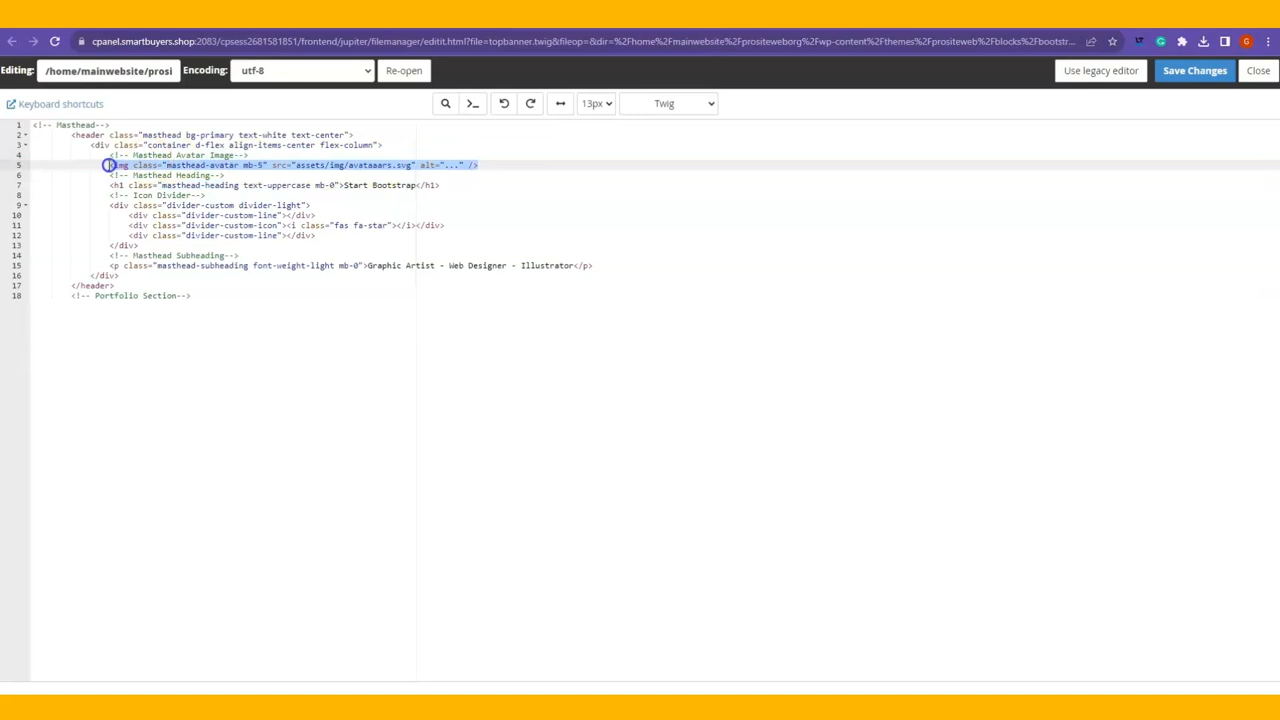 cpanel.smartbuyers.shop:2083/cpsess2681581851/frontend/jupiter/filemanager/editit.html?file=topbanner.twig&fileop=&dir=%2Fhome%2Fmainwebsite%2Fprositeweborg%2Fwp-content%2Fthemes%2Fprositeweb%2Fblocks%2Fbootstr...
Editing: /home/mainwebsite/prosi Encoding: utf-8 Re-open Use legacy editor Save Changes Close
Keyboard shortcuts 13px Twig
1 <!-- Masthead-->
2 <header class="masthead bg-primary text-white text-center">
3 <div class="container d-flex align-items-center flex-column">
4 <!-- Masthead Avatar Image-->
5 <img class="masthead-avatar mb-5" src="assets/img/avataaars.svg" alt="..." />
6 <!-- Masthead Heading-->
7 <h1 class="masthead-heading text-uppercase mb-0">Start Bootstrap</h1>
8 <!-- Icon Divider-->
9 <div class="divider-custom divider-light">
10 <div class="divider-custom-line"></div>
11 <div class="divider-custom-icon"><i class="fas fa-star"></i></div>
12 <div class="divider-custom-line"></div>
13 </div>
14 <!-- Masthead Subheading-->
15 <p class="masthead-subheading font-weight-light mb-0">Graphic Artist - Web Designer - Illustrator</p>
16 </div>
17 </header>
18 <!-- Portfolio Section-->